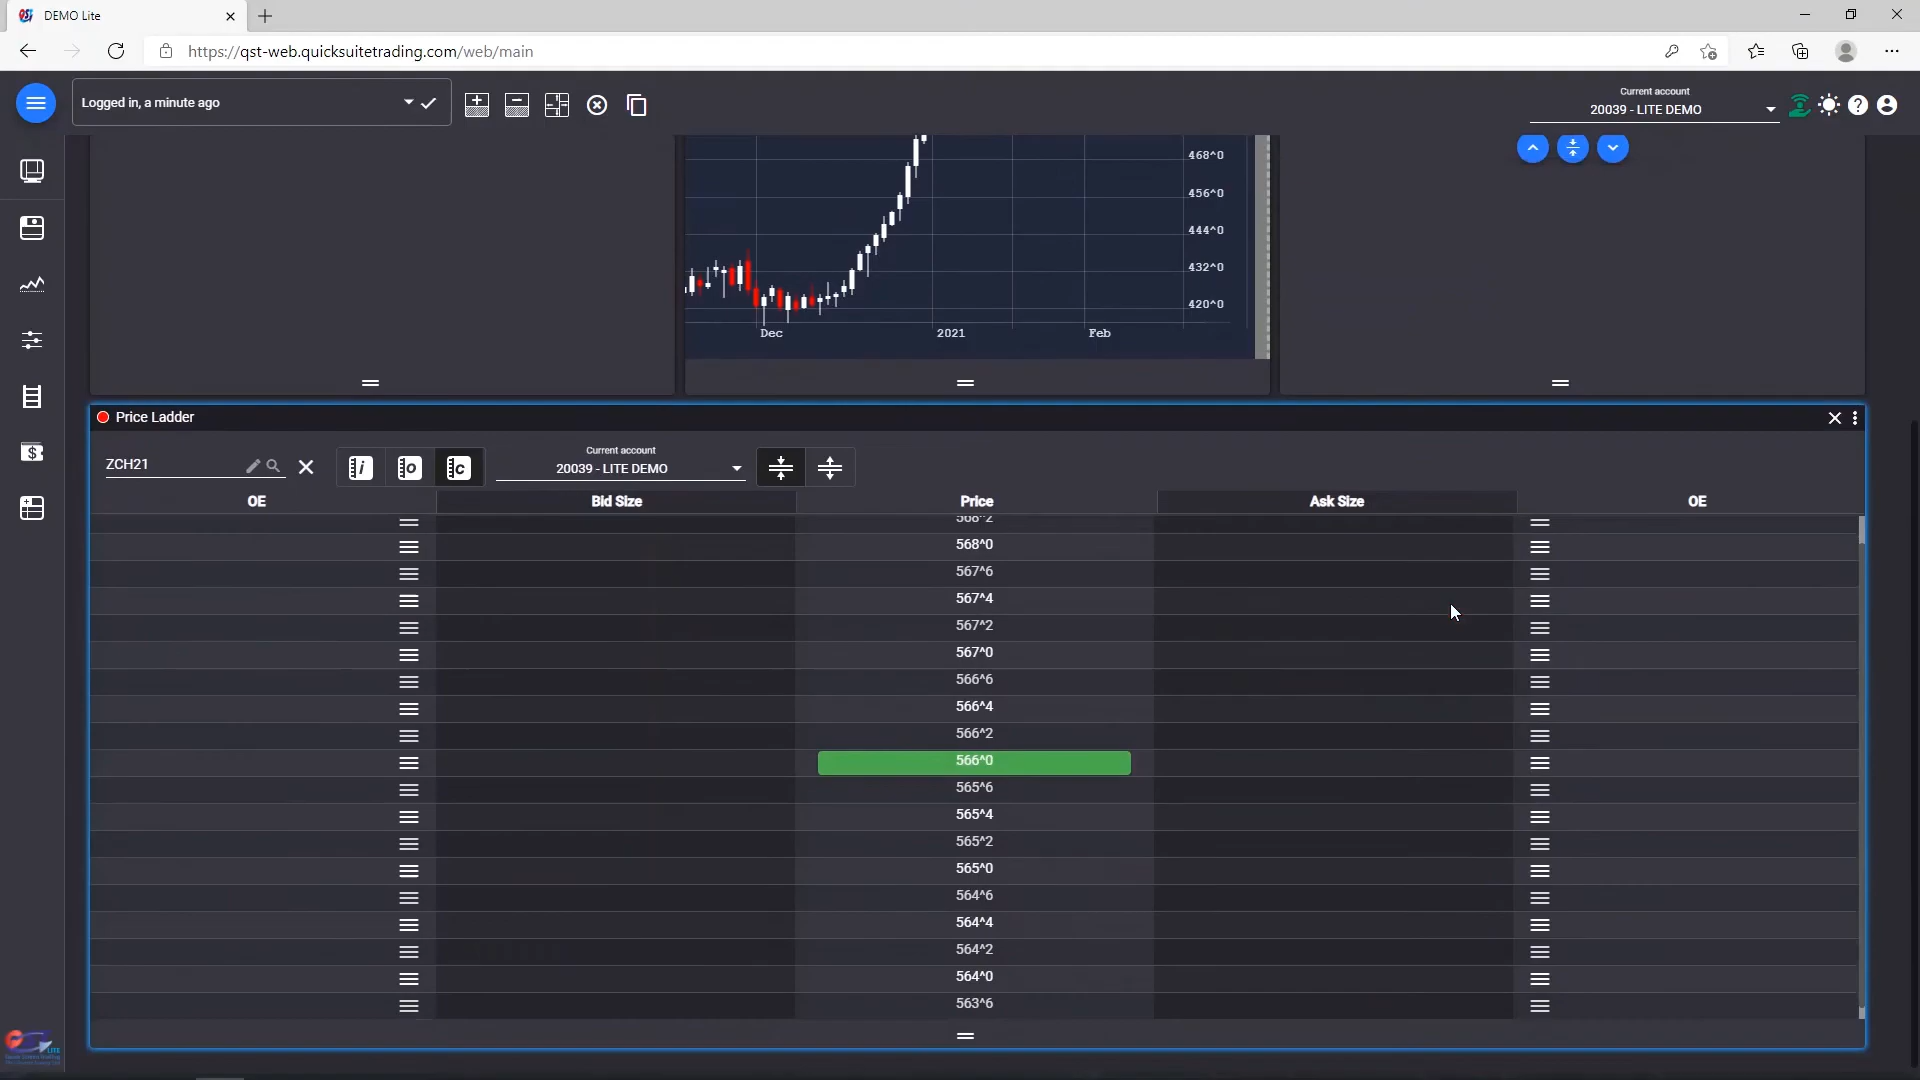 DEMO Lite
https://qst-web.quicksuitetrading.com/web/main
Logged in, a minute ago
Current account
20039 - LITE DEMO
468^0
456^0
444^0
432^0
420^0
Dec 2021 Feb
Price Ladder
ZCH21
i o c
Current account
20039 - LITE DEMO
OE Bid Size Price Ask Size OE
568^2
568^0
567^6
567^4
567^2
567^0
566^6
566^4
566^2
566^0
565^6
565^4
565^2
565^0
564^6
564^4
564^2
564^0
563^6